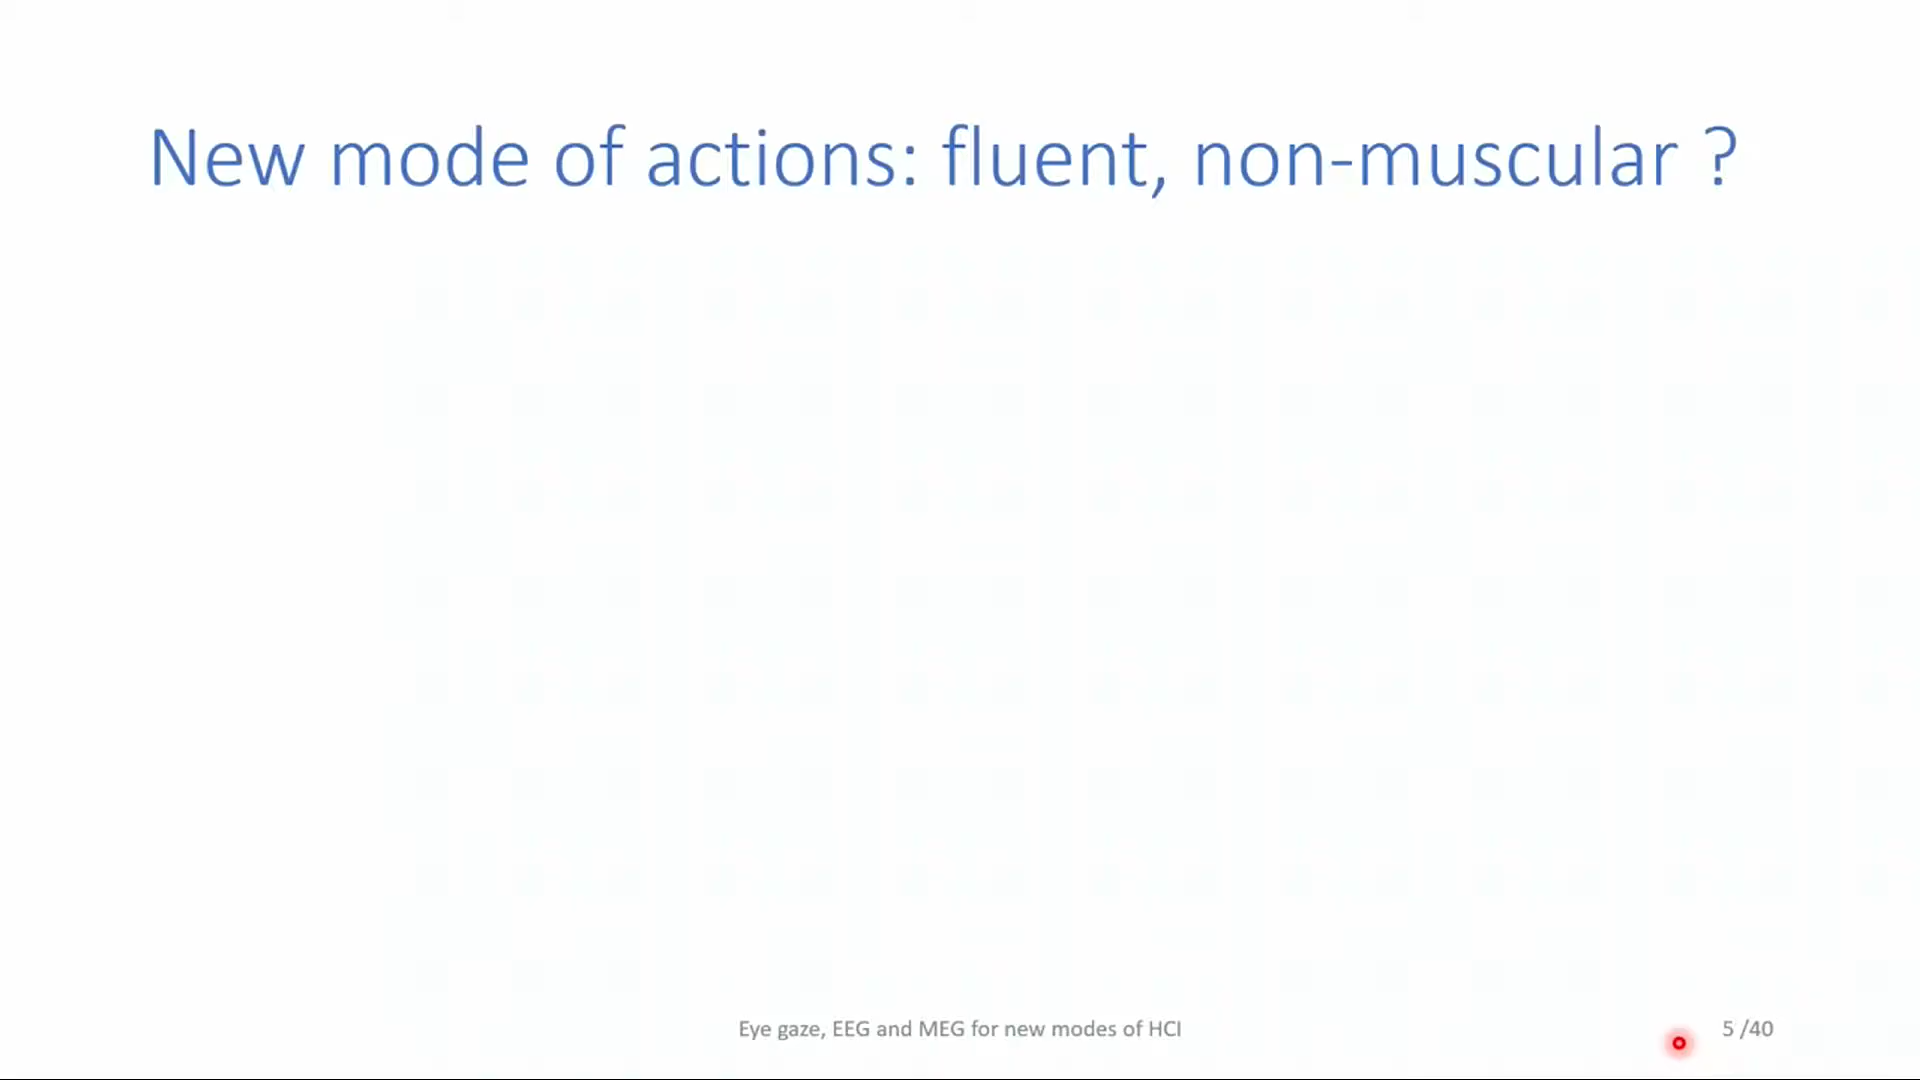 New mode of actions: fluent, non-muscular ?
Eye gaze, EEG and MEG for new modes of HCI
5 /40